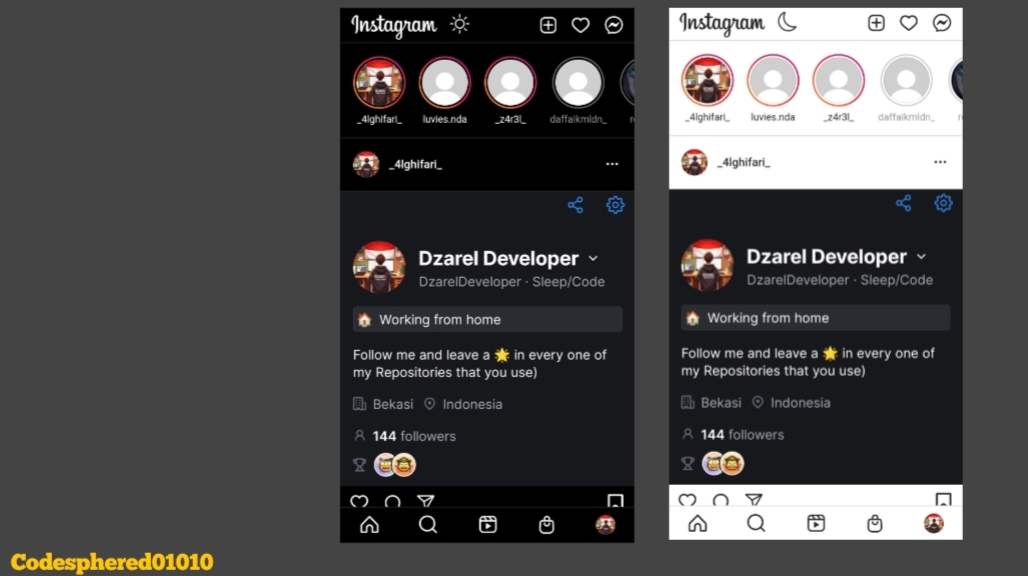 Instagram
_4lghifari_ luvies.nda _z4r3l_ daffaikmldn_
_4lghifari_
Dzarel Developer
DzarelDeveloper · Sleep/Code
🏠 Working from home
Follow me and leave a 🌟 in every one of
my Repositories that you use)
Bekasi Indonesia
144 followers
Instagram
_4lghifari_ luvies.nda _z4r3l_ daffaikmldn_
_4lghifari_
Dzarel Developer
DzarelDeveloper · Sleep/Code
🏠 Working from home
Follow me and leave a 🌟 in every one of
my Repositories that you use)
Bekasi Indonesia
144 followers
Codesphered01010